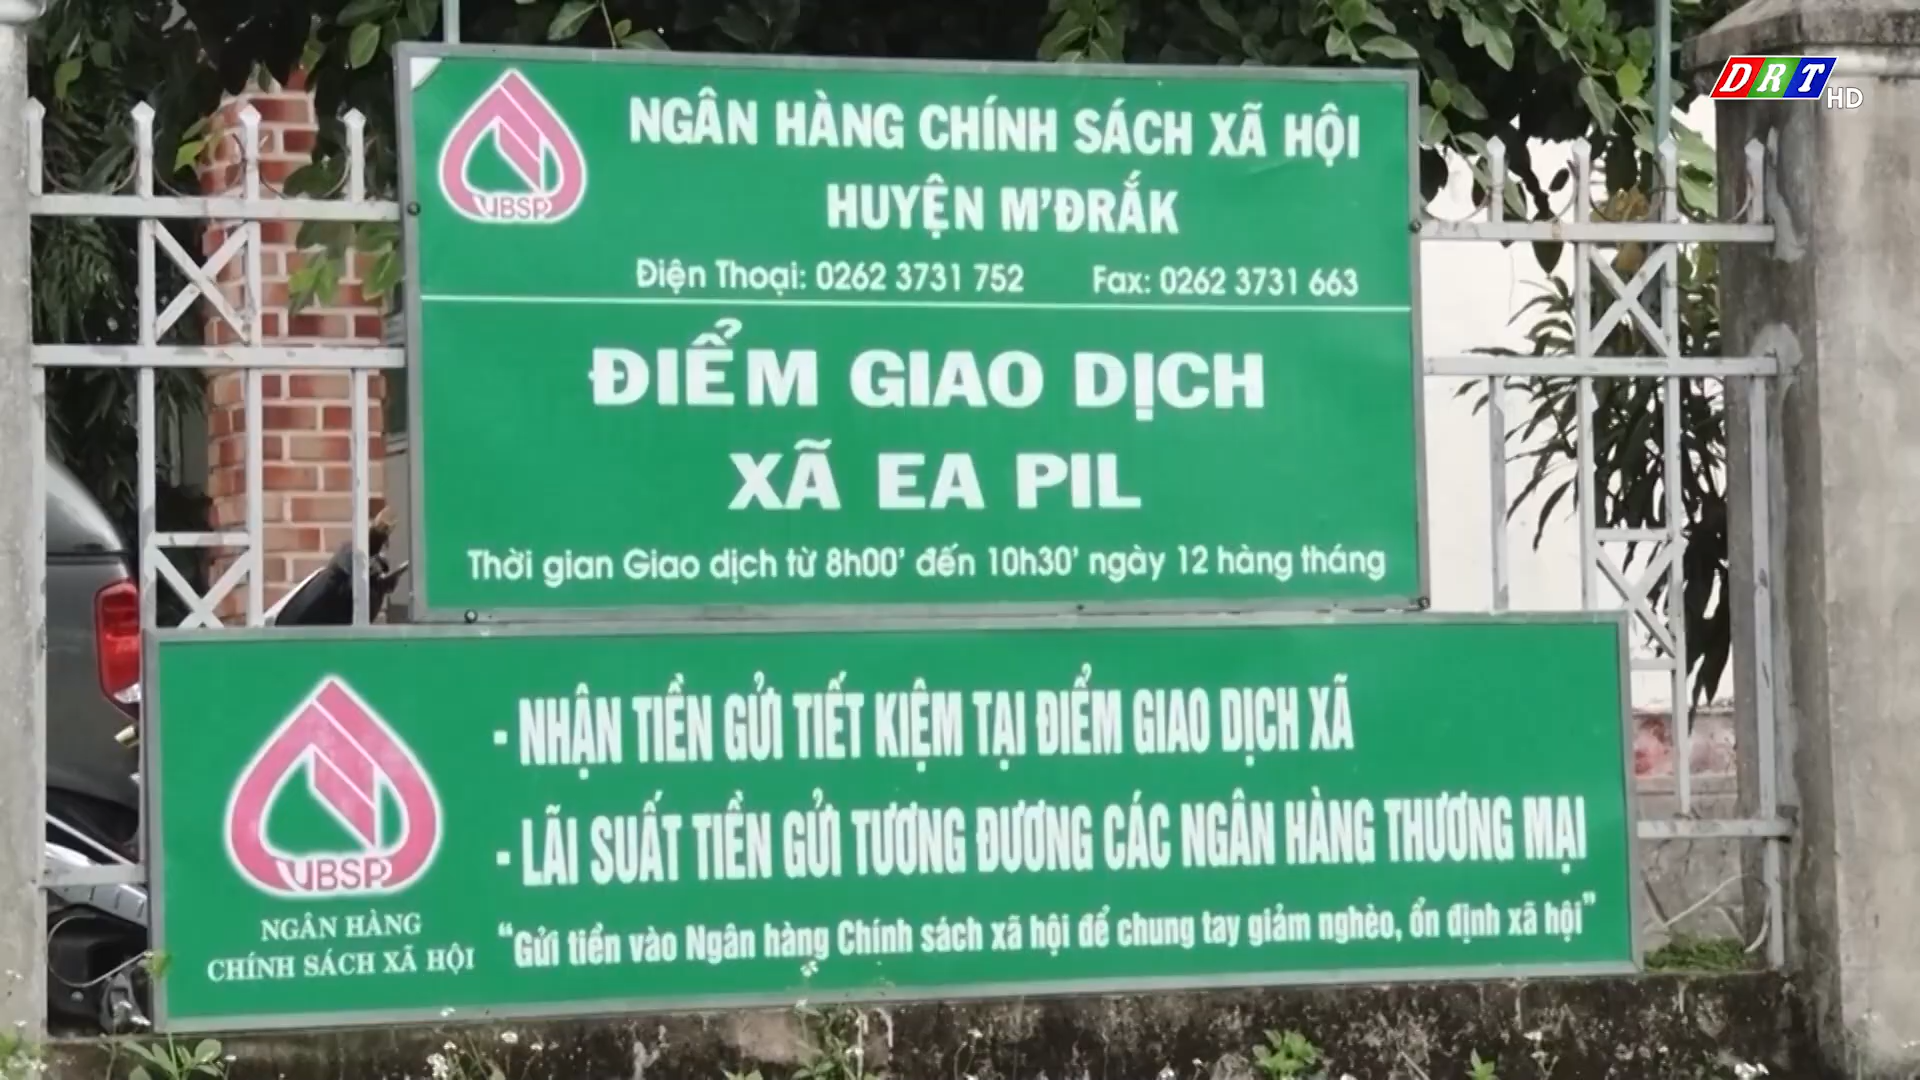 DRT HD
NGÂN HÀNG CHÍNH SÁCH XÃ HỘI
HUYỆN M'ĐRẮK
VBSP
Điện Thoại: 0262 3731 752 Fax: 0262 3731 663
ĐIỂM GIAO DỊCH
XÃ EA PIL
Thời gian Giao dịch từ 8h00' đến 10h30' ngày 12 hàng tháng
- NHẬN TIỀN GỬI TIẾT KIỆM TẠI ĐIỂM GIAO DỊCH XÃ
- LÃI SUẤT TIỀN GỬI TƯƠNG ĐƯƠNG CÁC NGÂN HÀNG THƯƠNG MẠI
"Gửi tiền vào Ngân hàng Chính sách xã hội để chung tay giảm nghèo, ổn định xã hội"
VBSP
NGÂN HÀNG
CHÍNH SÁCH XÃ HỘI